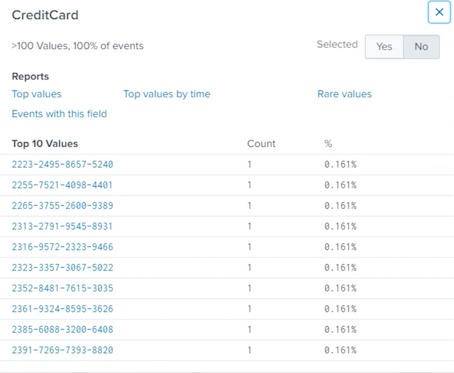 CreditCard
>100 Values, 100% of events Selected Yes No
Reports
Top values Top values by time Rare values
Events with this field
Top 10 Values Count %
2223-2495-8657-5240 1 0.161%
2255-7521-4098-4401 1 0.161%
2265-3755-2600-9389 1 0.161%
2313-2791-9545-8931 1 0.161%
2316-9572-2323-9466 1 0.161%
2323-3357-3067-5022 1 0.161%
2352-8481-7615-3035 1 0.161%
2361-9324-8595-3626 1 0.161%
2385-6088-3200-6408 1 0.161%
2391-7269-7393-8820 1 0.161%